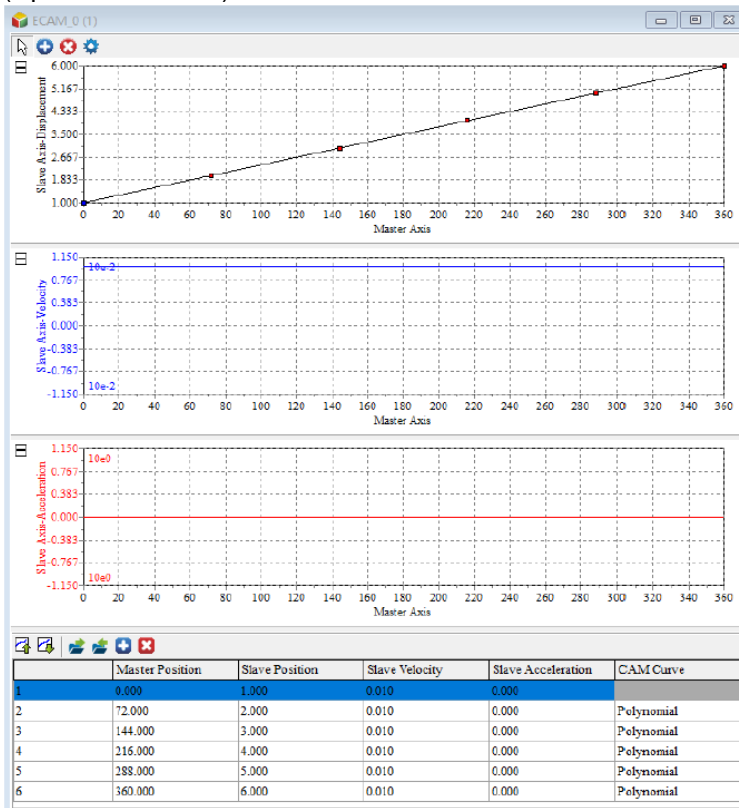 ECAM_0 (1)
6.000
5.167
4.333
3.500
2.667
1.833
1.000
Slave Axis-Displacement
0 20 40 60 80 100 120 140 160 180 200 220 240 260 280 300 320 340 360
Master Axis
1.150
0.767
0.383
0.000
-0.383
-0.767
-1.150
10e-2
10e-2
Slave Axis-Velocity
0 20 40 60 80 100 120 140 160 180 200 220 240 260 280 300 320 340 360
Master Axis
1.150
0.767
0.383
0.000
-0.383
-0.767
-1.150
10e0
10e0
Slave Axis-Acceleration
0 20 40 60 80 100 120 140 160 180 200 220 240 260 280 300 320 340 360
Master Axis
Master Position Slave Position Slave Velocity Slave Acceleration CAM Curve
1 0.000 1.000 0.010 0.000
2 72.000 2.000 0.010 0.000 Polynomial
3 144.000 3.000 0.010 0.000 Polynomial
4 216.000 4.000 0.010 0.000 Polynomial
5 288.000 5.000 0.010 0.000 Polynomial
6 360.000 6.000 0.010 0.000 Polynomial